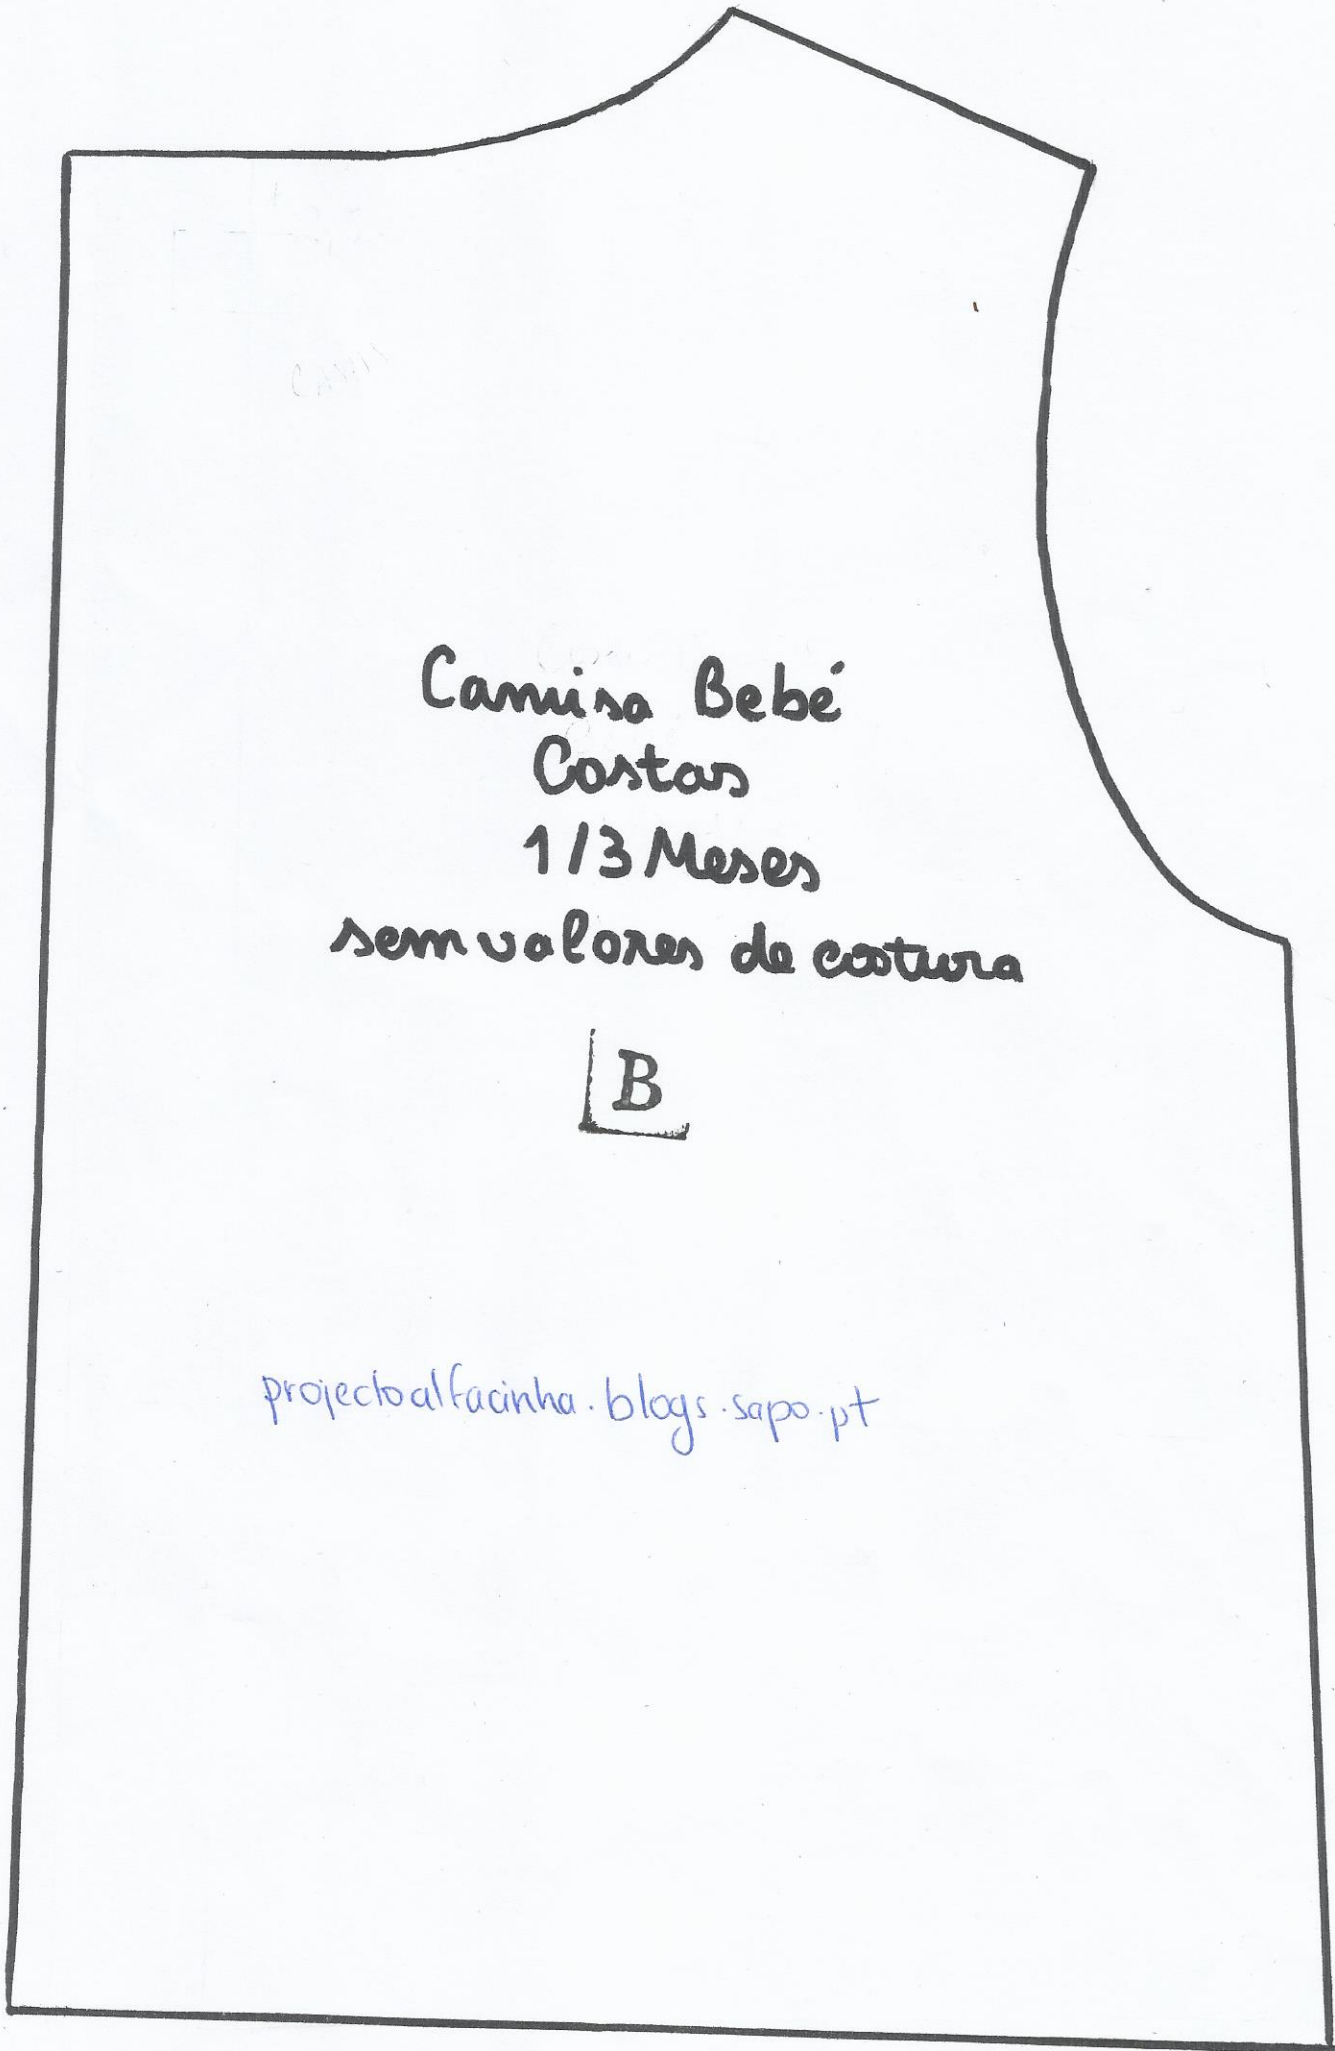 Camisa Bebé
Costas
1/3 Meses
sem valores de costura
B
projectoalfacinha.blogs.sapo.pt